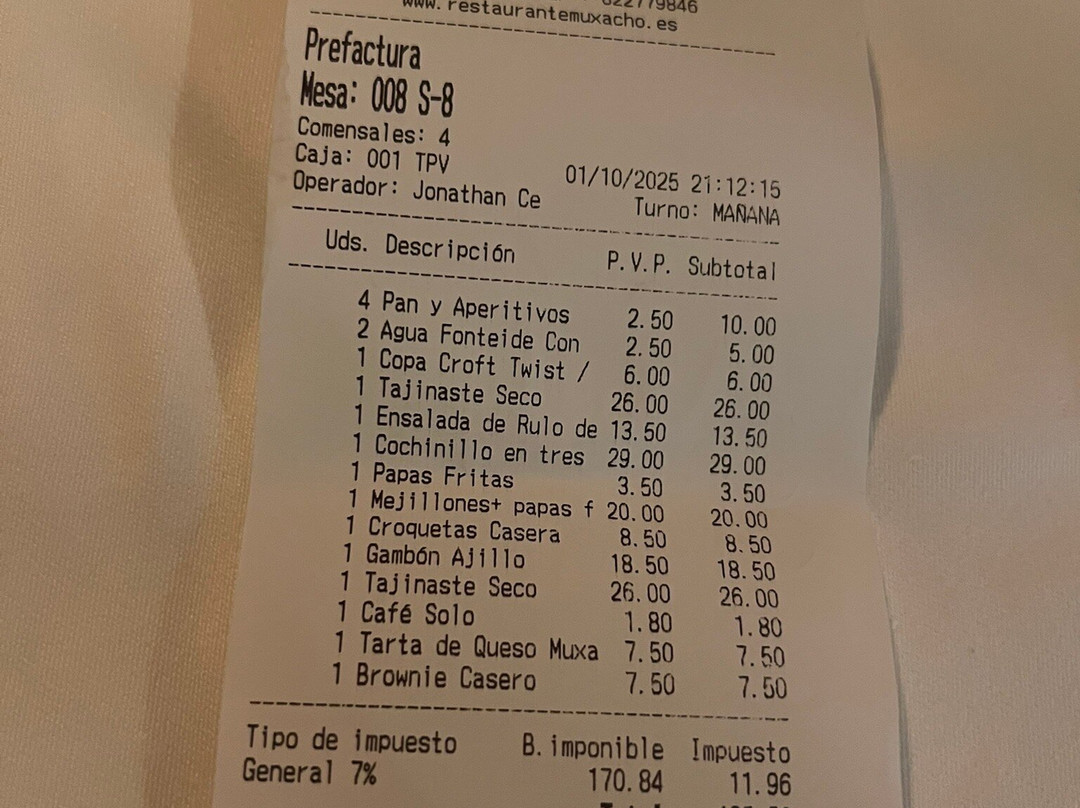 www.restaurantemuxacho.es
Prefactura
Mesa: 008 S-8
Comensales: 4
Caja: 001 TPV
01/10/2025 21:12:15
Operador: Jonathan Ce
Turno: MAÑANA
Uds. Descripción P.V.P. Subtotal
4 Pan y Aperitivos 2.50 10.00
2 Agua Fonteide Con 2.50 5.00
1 Copa Croft Twist / 6.00 6.00
1 Tajinaste Seco 26.00 26.00
1 Ensalada de Rulo de 13.50 13.50
1 Cochinillo en tres 29.00 29.00
1 Papas Fritas 3.50 3.50
1 Mejillones+ papas f 20.00 20.00
1 Croquetas Casera 8.50 8.50
1 Gambón Ajillo 18.50 18.50
1 Tajinaste Seco 26.00 26.00
1 Café Solo 1.80 1.80
1 Tarta de Queso Muxa 7.50 7.50
1 Brownie Casero 7.50 7.50
Tipo de impuesto B.imponible Impuesto
General 7% 170.84 11.96